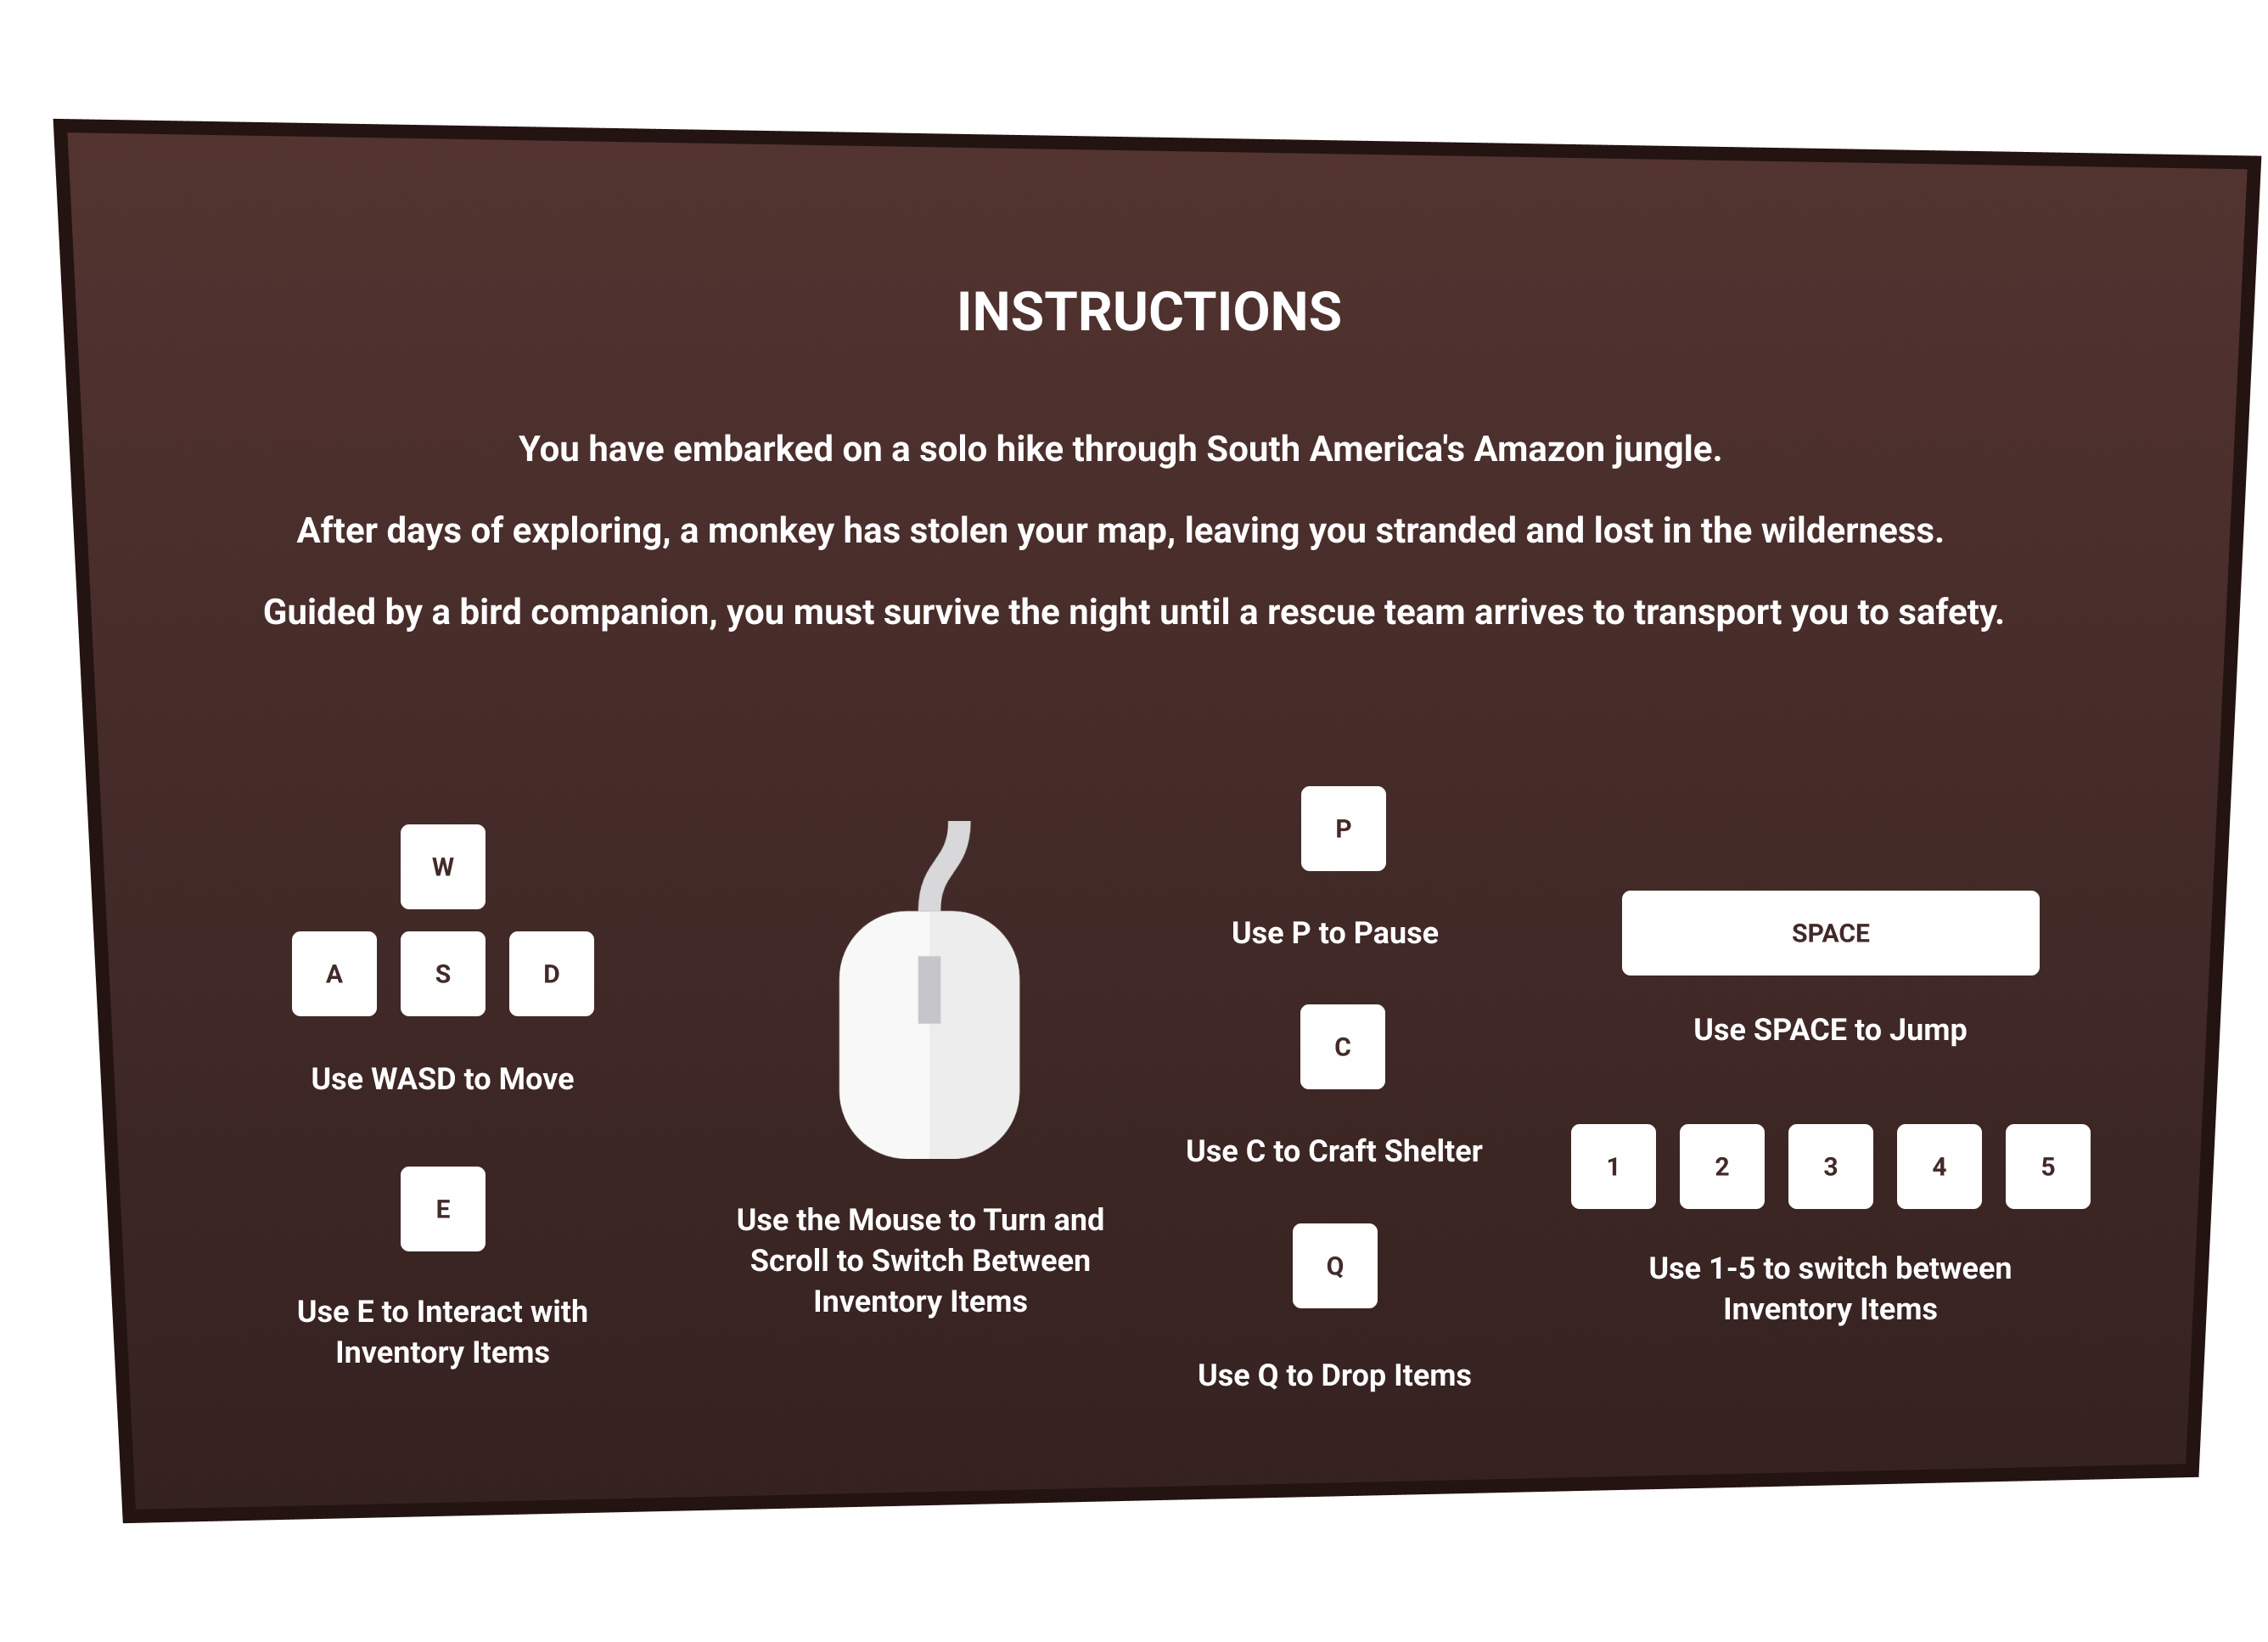 INSTRUCTIONS
You have embarked on a solo hike through South America's Amazon jungle.
After days of exploring, a monkey has stolen your map, leaving you stranded and lost in the wilderness.
Guided by a bird companion, you must survive the night until a rescue team arrives to transport you to safety.
W
A S D
Use WASD to Move
E
Use E to Interact with
Inventory Items
Use the Mouse to Turn and
Scroll to Switch Between
Inventory Items
P
Use P to Pause
C
Use C to Craft Shelter
Q
Use Q to Drop Items
SPACE
Use SPACE to Jump
1 2 3 4 5
Use 1-5 to switch between
Inventory Items